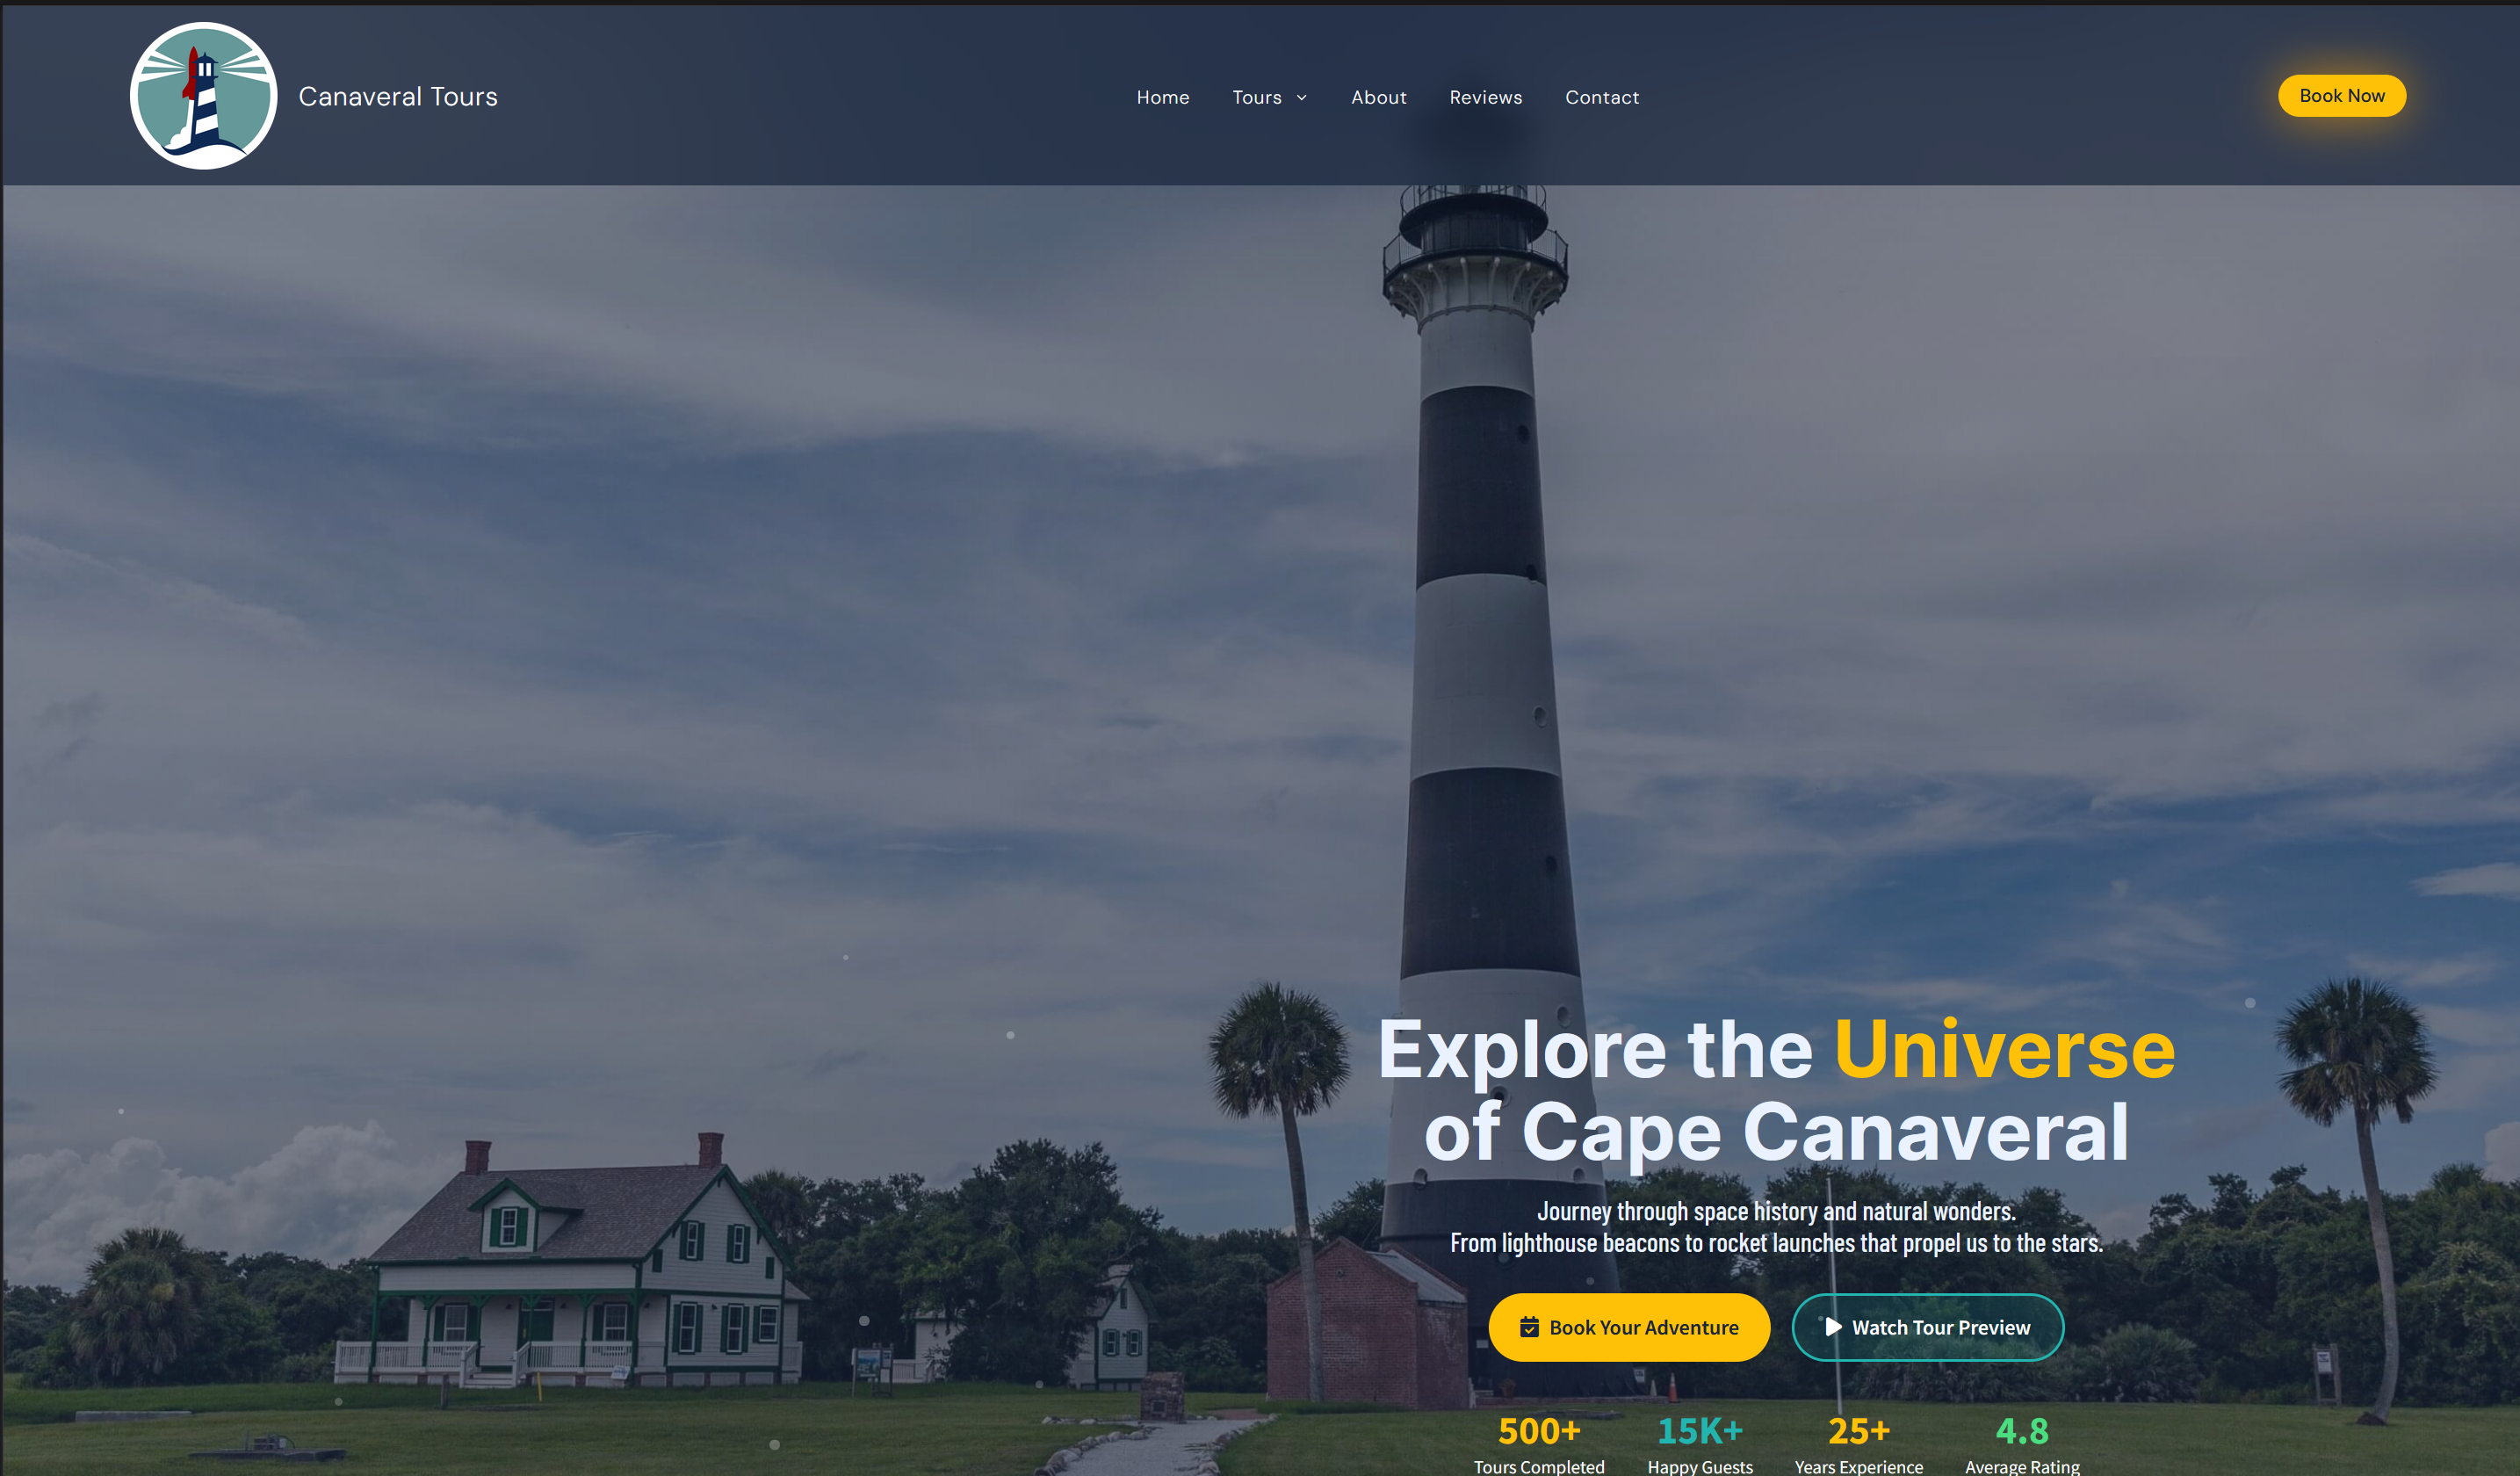 Canaveral Tours
Home Tours About Reviews Contact
Book Now
Explore the Universe
of Cape Canaveral
Journey through space history and natural wonders.
From lighthouse beacons to rocket launches that propel us to the stars.
Book Your Adventure Watch Tour Preview
500+ 15K+ 25+ 4.8
Tours Completed Happy Guests Years Experience Average Rating